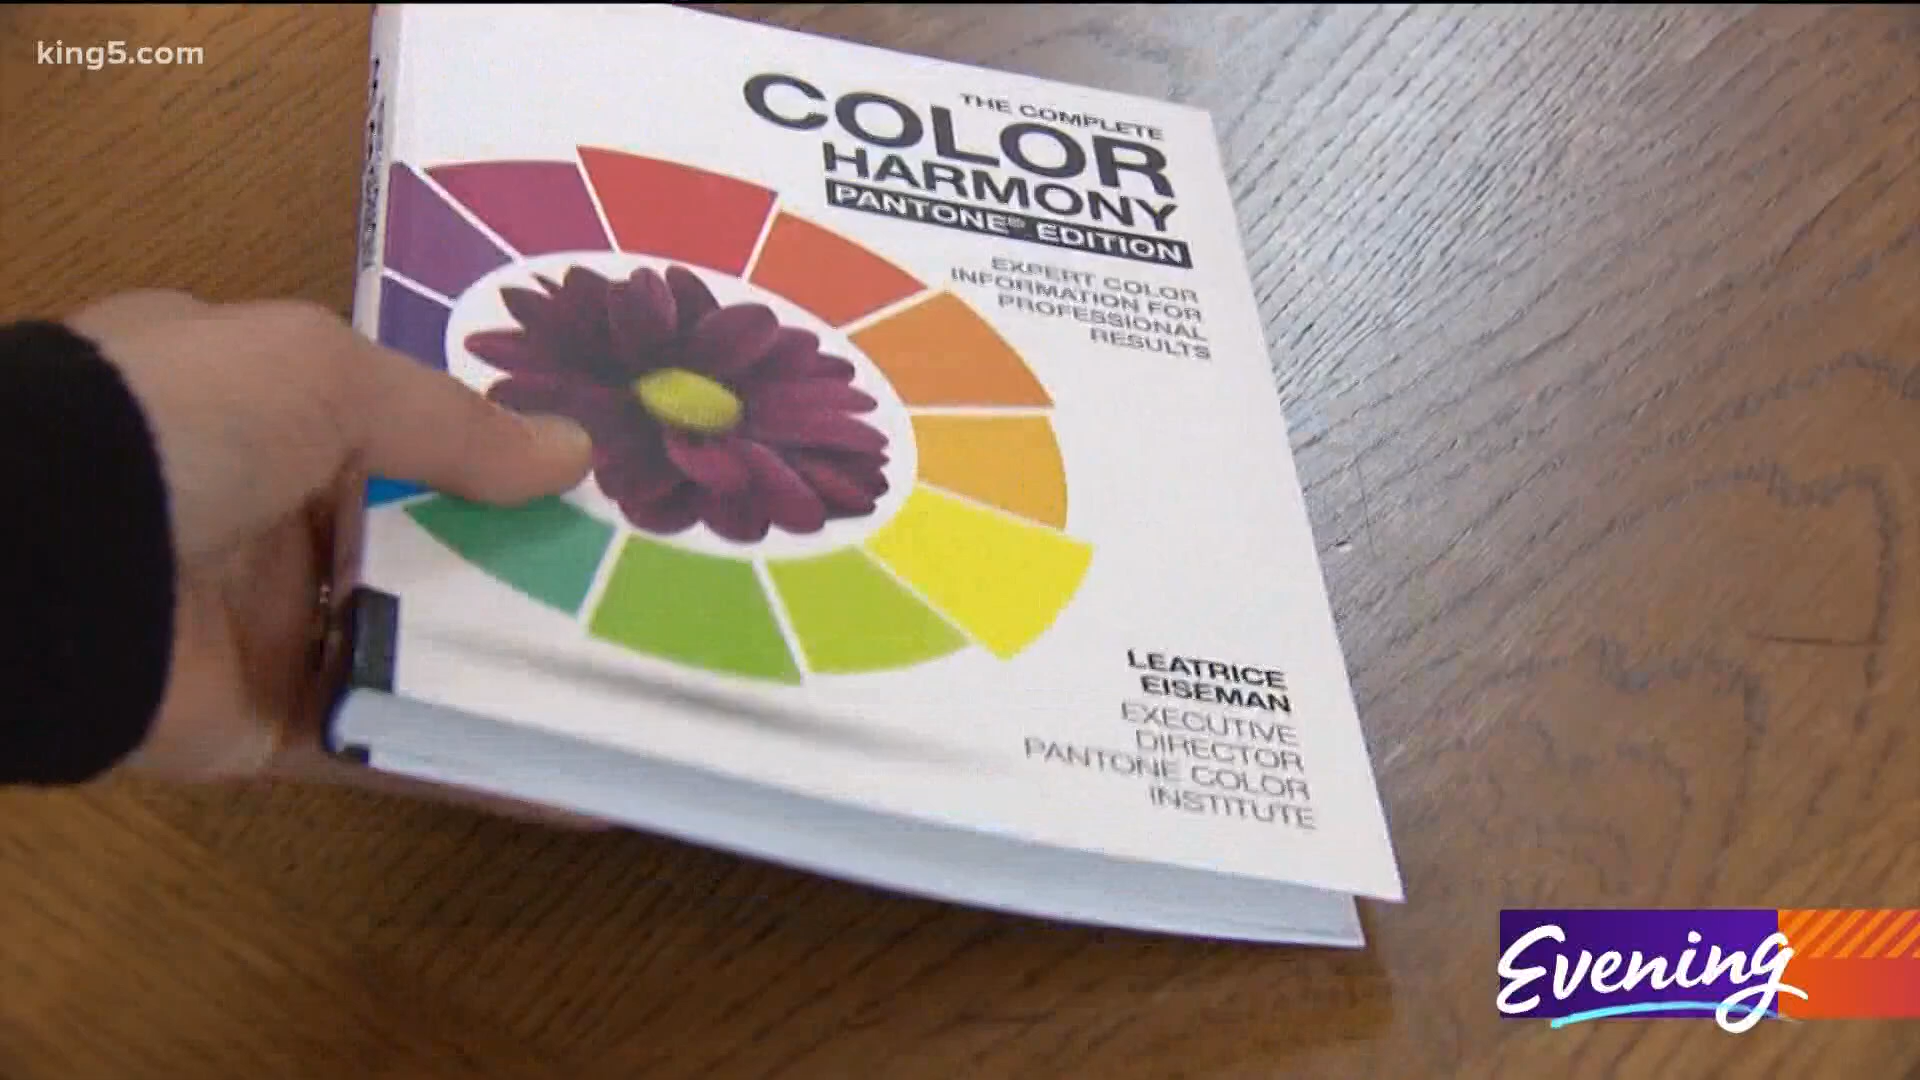 king5.com
THE COMPLETE
COLOR
HARMONY
PANTONE® EDITION
EXPERT COLOR
INFORMATION FOR
PROFESSIONAL
RESULTS
LEATRICE
EISEMAN
EXECUTIVE
DIRECTOR
PANTONE COLOR
INSTITUTE
Evening